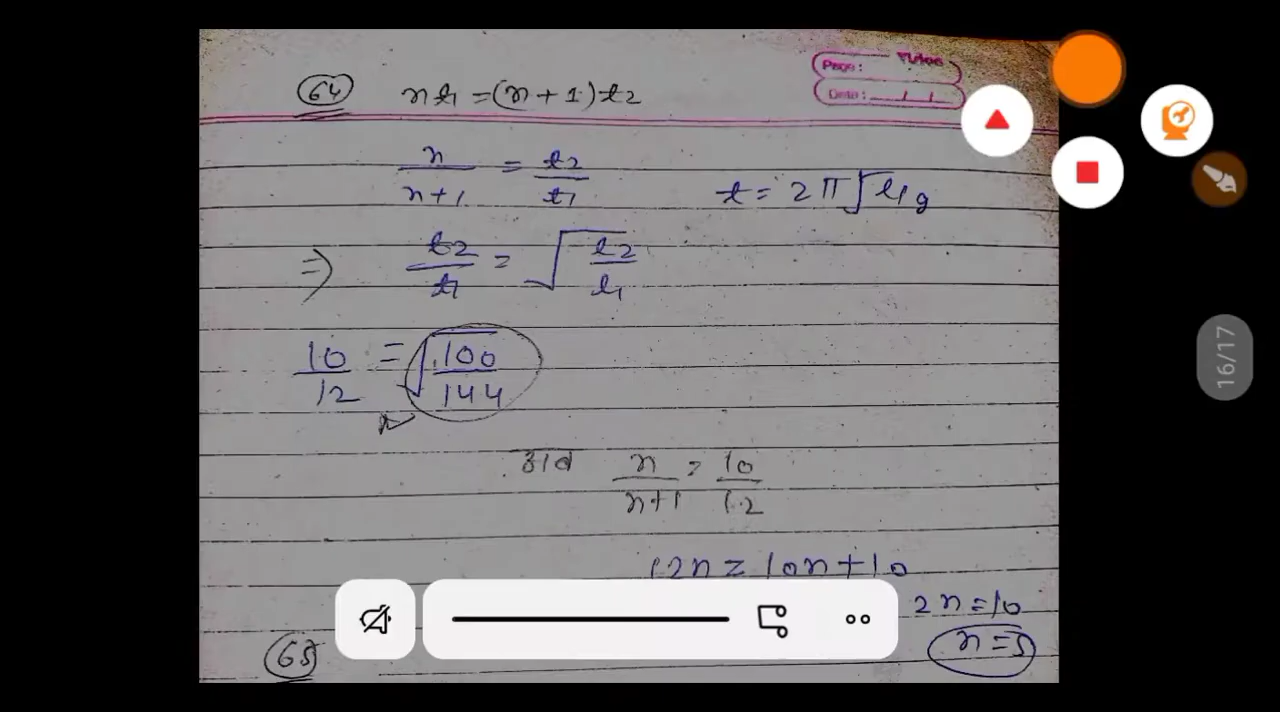 64 nt1 = (n + 1) t2
Page:
Date:
n/n+1 = t2/t1
t = 2π√l/g
=> t2/t1 = √l2/l1
10/12 = √100/144
अब n/n+1 = 10/12
12n = 10n + 10
2n = 10
n = 5
65
16/17